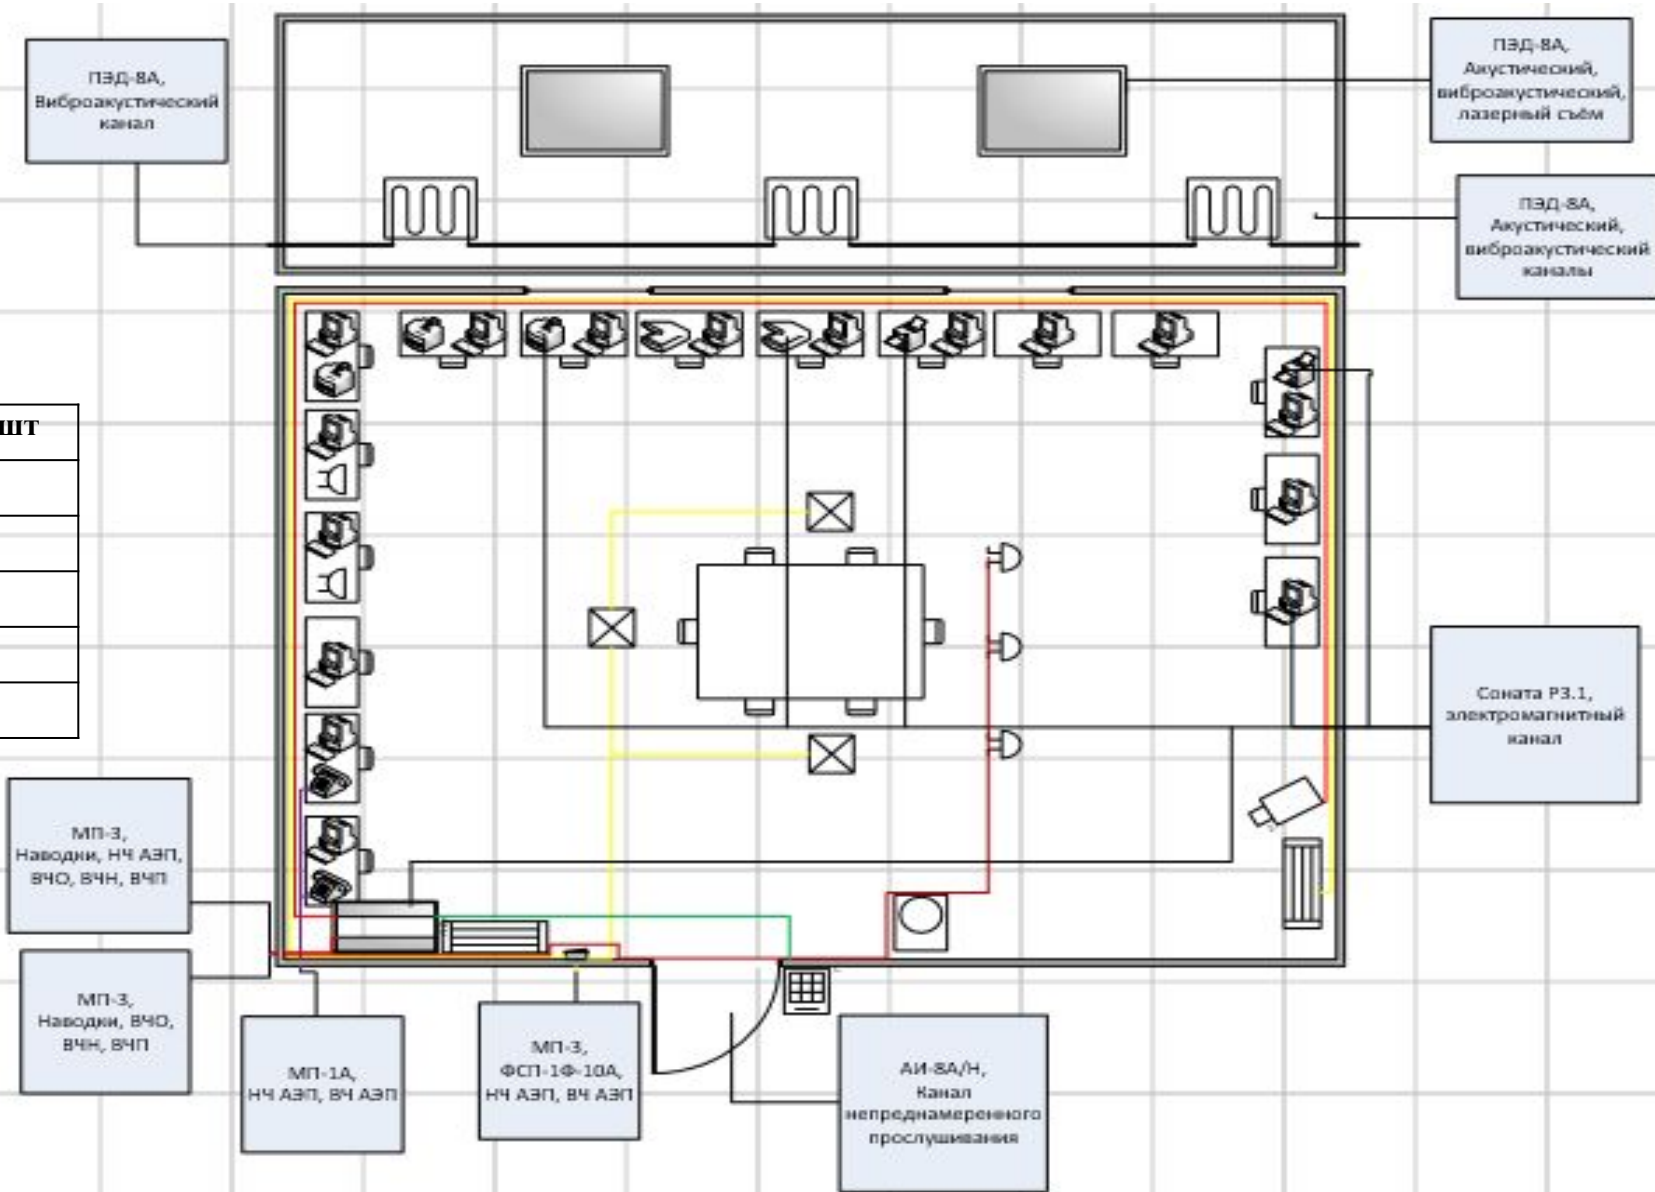 ПЭД-8А,
Виброакустический
канал
ПЭД-8А,
Акустический,
виброакустический,
лазерный съём
ПЭД-8А,
Акустический,
виброакустический
каналы
шт
Соната Р3.1,
электромагнитный
канал
МП-3,
Наводки, НЧ АЭП,
ВЧО, ВЧН, ВЧП
МП-3,
Наводки, ВЧО,
ВЧН, ВЧП
МП-1А,
НЧ АЭП, ВЧ АЭП
МП-3,
ФСП-1Ф-10А,
НЧ АЭП, ВЧ АЭП
АИ-8А/Н,
Канал
непреднамеренного
прослушивания